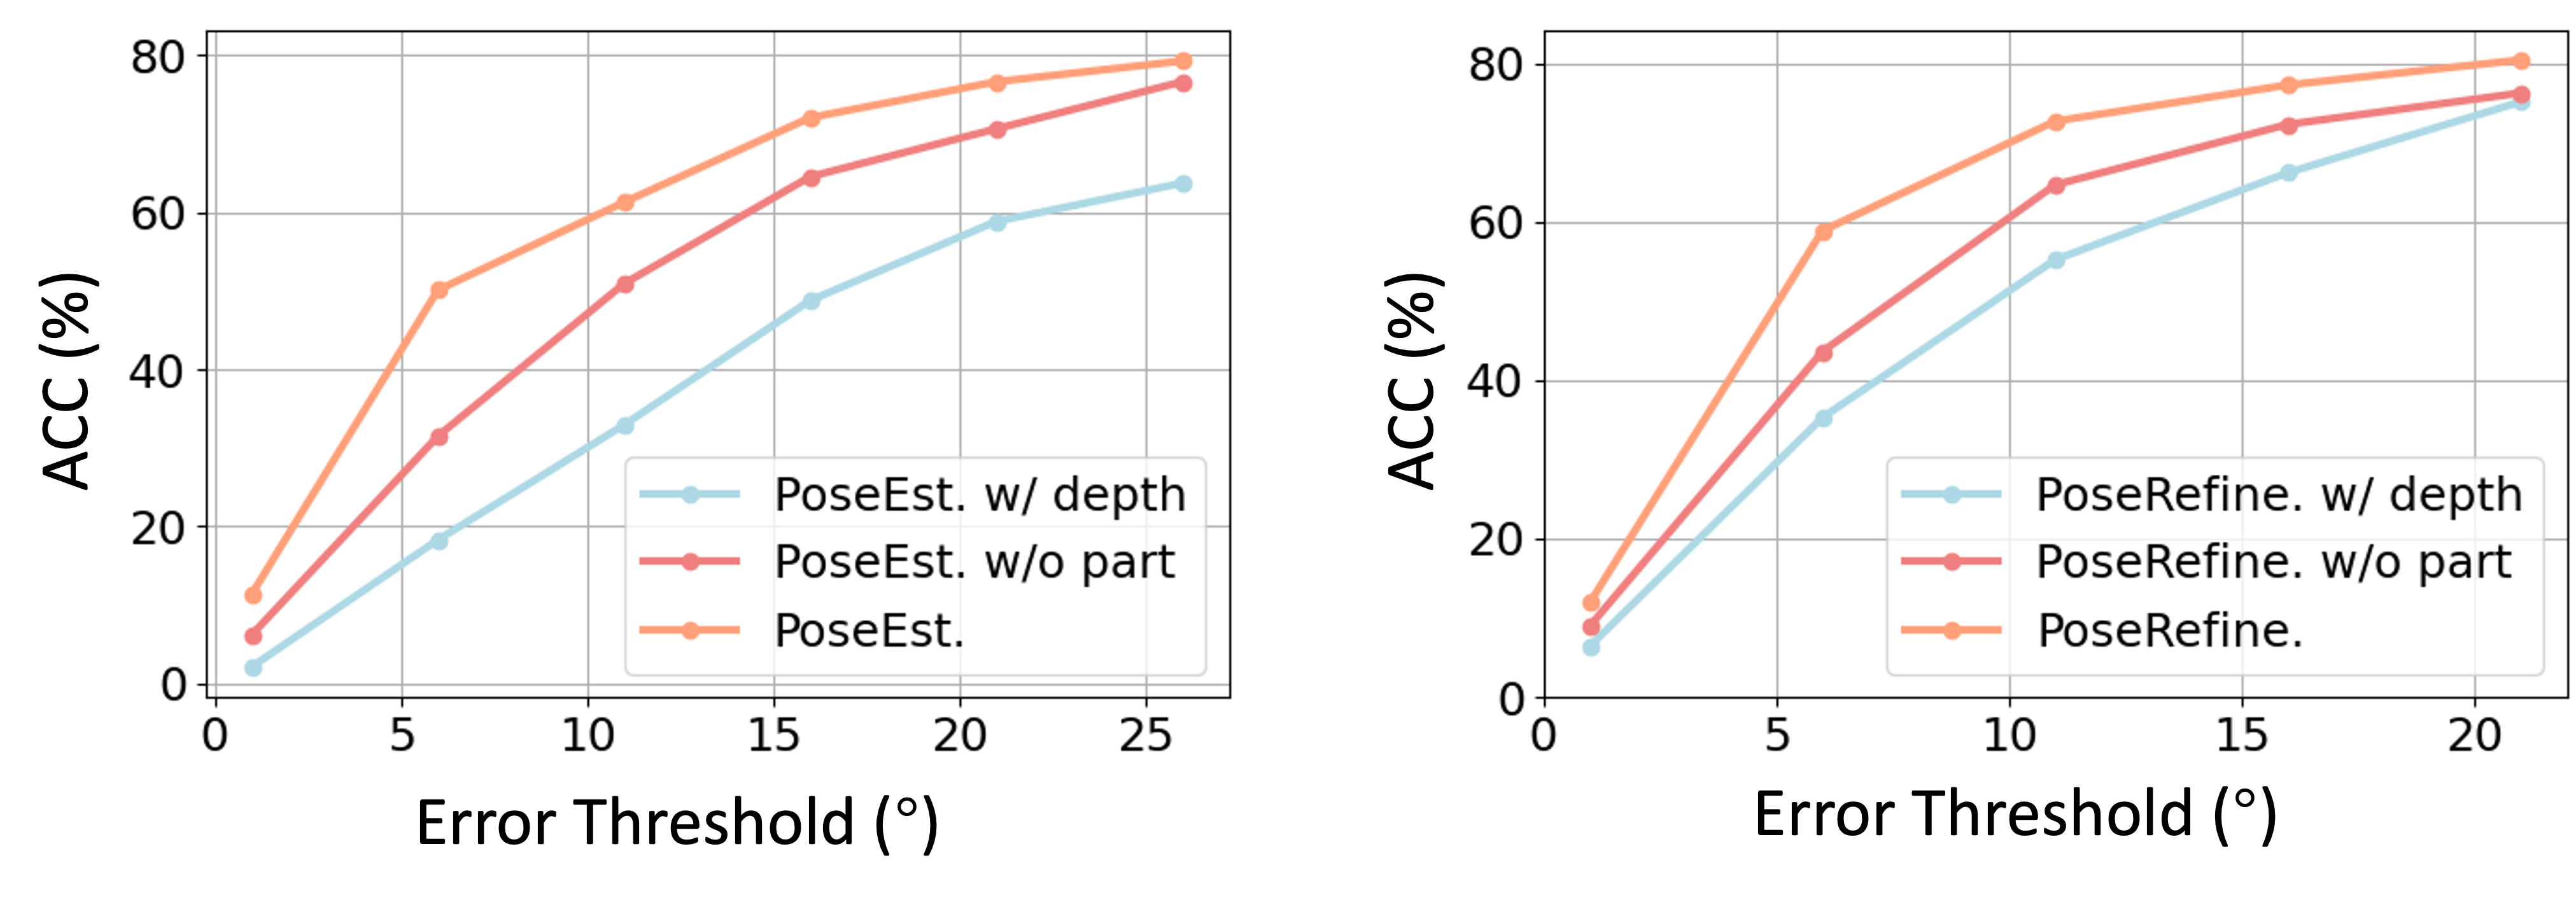 80
60
40
20
0
ACC (%)
0 5 10 15 20 25
Error Threshold (°)
PoseEst. w/ depth
PoseEst. w/o part
PoseEst.
80
60
40
20
0
ACC (%)
0 5 10 15 20
Error Threshold (°)
PoseRefine. w/ depth
PoseRefine. w/o part
PoseRefine.